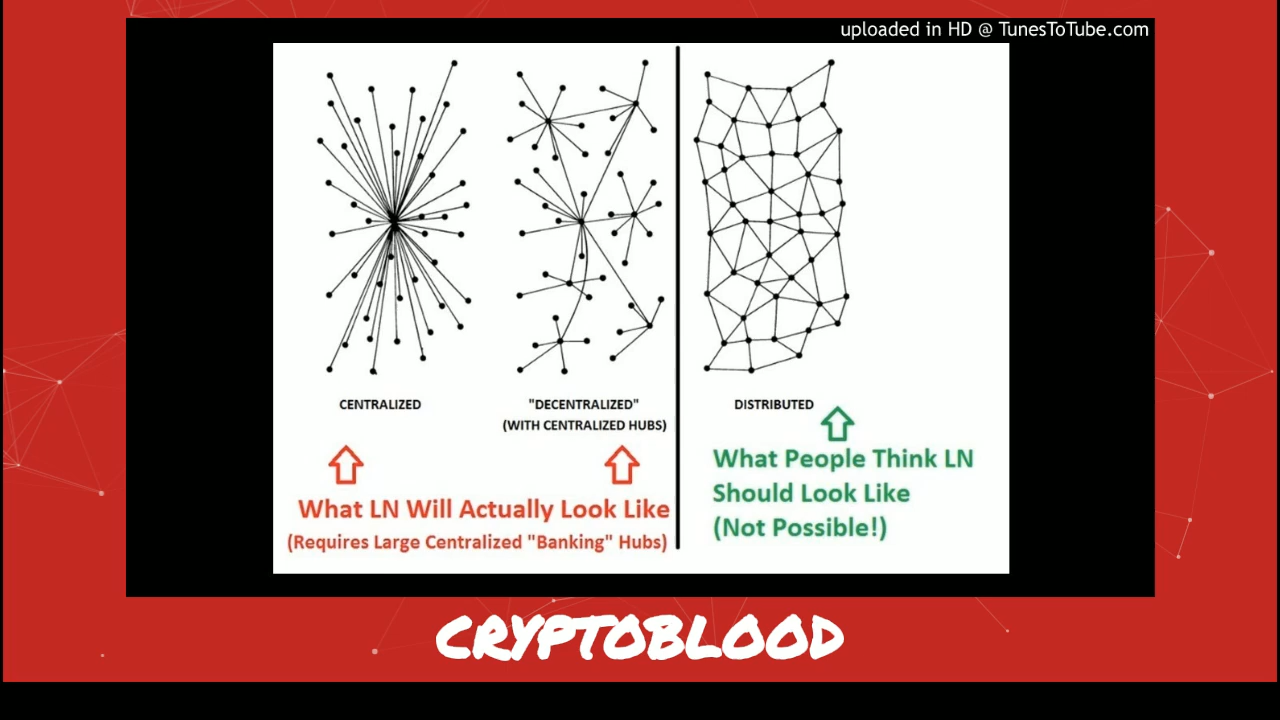 uploaded in HD @ TunesToTube.com
CENTRALIZED
"DECENTRALIZED"
(WITH CENTRALIZED HUBS)
DISTRIBUTED
What LN Will Actually Look Like
(Requires Large Centralized "Banking" Hubs)
What People Think LN
Should Look Like
(Not Possible!)
CRYPTOBLOOD